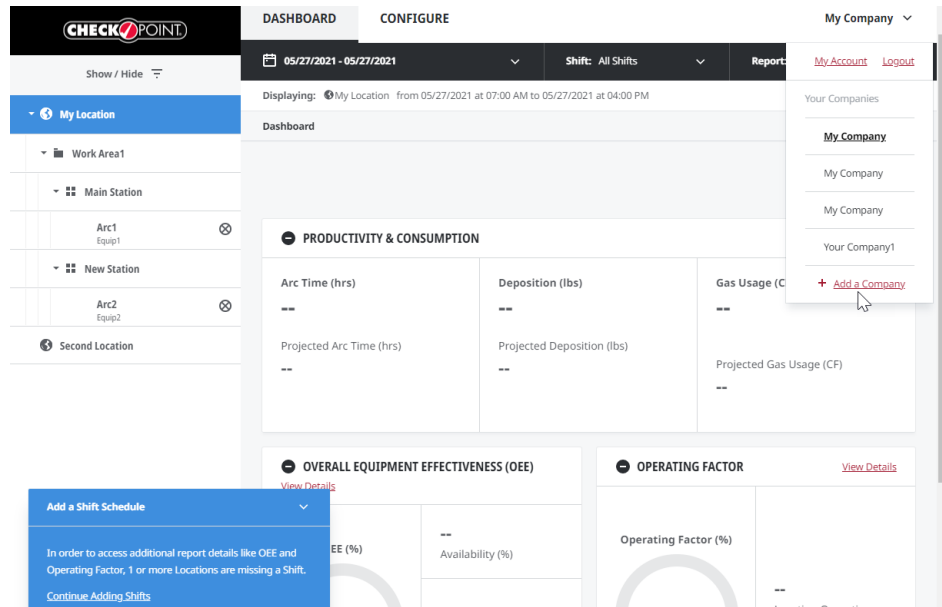 CHECK POINT.
DASHBOARD
CONFIGURE
My Company
Show / Hide
05/27/2021 - 05/27/2021
Shift: All Shifts
Report:
My Account Logout
Displaying: My Location from 05/27/2021 at 07:00 AM to 05/27/2021 at 04:00 PM
Your Companies
My Company
My Company
My Company
Your Company1
+ Add a Company
My Location
Work Area1
Main Station
Arc1
Equip1
New Station
Arc2
Equip2
Second Location
Dashboard
PRODUCTIVITY & CONSUMPTION
Arc Time (hrs)
--
Projected Arc Time (hrs)
--
Deposition (lbs)
--
Projected Deposition (lbs)
--
Gas Usage (C
--
Projected Gas Usage (CF)
--
OVERALL EQUIPMENT EFFECTIVENESS (OEE)
View Details
EE (%)
--
Availability (%)
OPERATING FACTOR
View Details
Operating Factor (%)
--
Add a Shift Schedule
In order to access additional report details like OEE and
Operating Factor, 1 or more Locations are missing a Shift.
Continue Adding Shifts